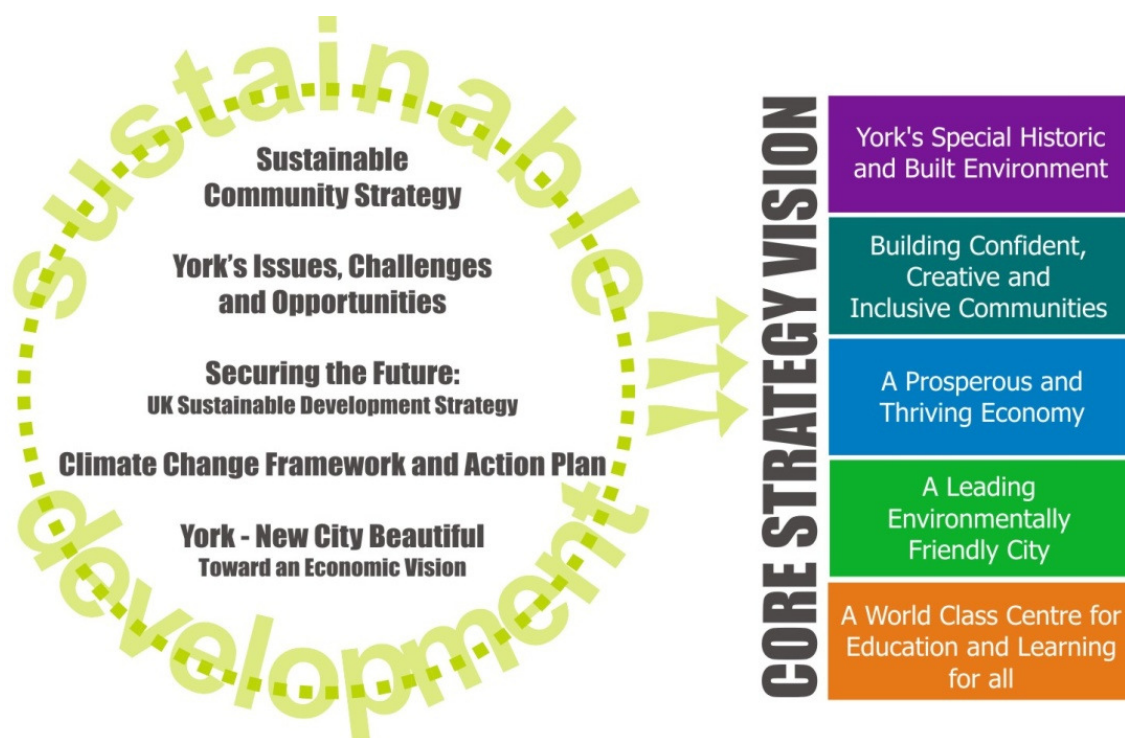 sustainable
Sustainable
Community Strategy
York's Issues, Challenges
and Opportunities
Securing the Future:
UK Sustainable Development Strategy
Climate Change Framework and Action Plan
York - New City Beautiful
Toward an Economic Vision
development
CORE STRATEGY VISION
York's Special Historic
and Built Environment
Building Confident,
Creative and
Inclusive Communities
A Prosperous and
Thriving Economy
A Leading
Environmentally
Friendly City
A World Class Centre for
Education and Learning
for all